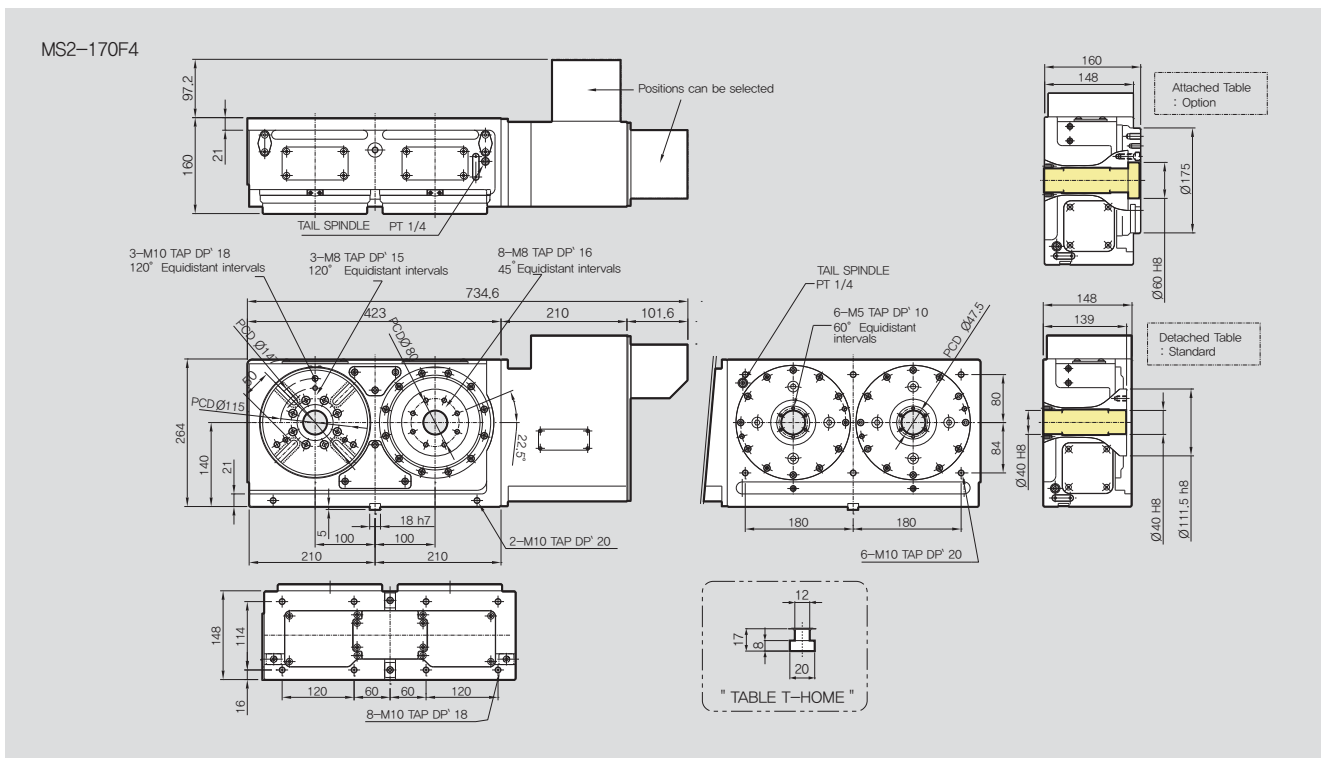 MS2-170F4
97.2
160
21
Positions can be selected
TAIL SPINDLE PT 1/4
160
148
Attached Table
: Option
Ø175
Ø60 H8
3-M10 TAP DP` 18
120° Equidistant intervals
3-M8 TAP DP` 15
120° Equidistant intervals
8-M8 TAP DP` 16
45° Equidistant intervals
734.6
423
210
101.6
PCD Ø147
50
PCD Ø115
PCD Ø80
22.5°
264
140
21
5
18 h7
100
100
210
210
2-M10 TAP DP` 20
TAIL SPINDLE
PT 1/4
6-M5 TAP DP` 10
60° Equidistant
intervals
PCD Ø47.5
80
84
180
180
6-M10 TAP DP` 20
148
139
Detached Table
: Standard
Ø40 H8
Ø40 H8
Ø111.5 h8
148
114
16
120
60
60
120
8-M10 TAP DP` 18
12
17
8
20
" TABLE T-HOME "